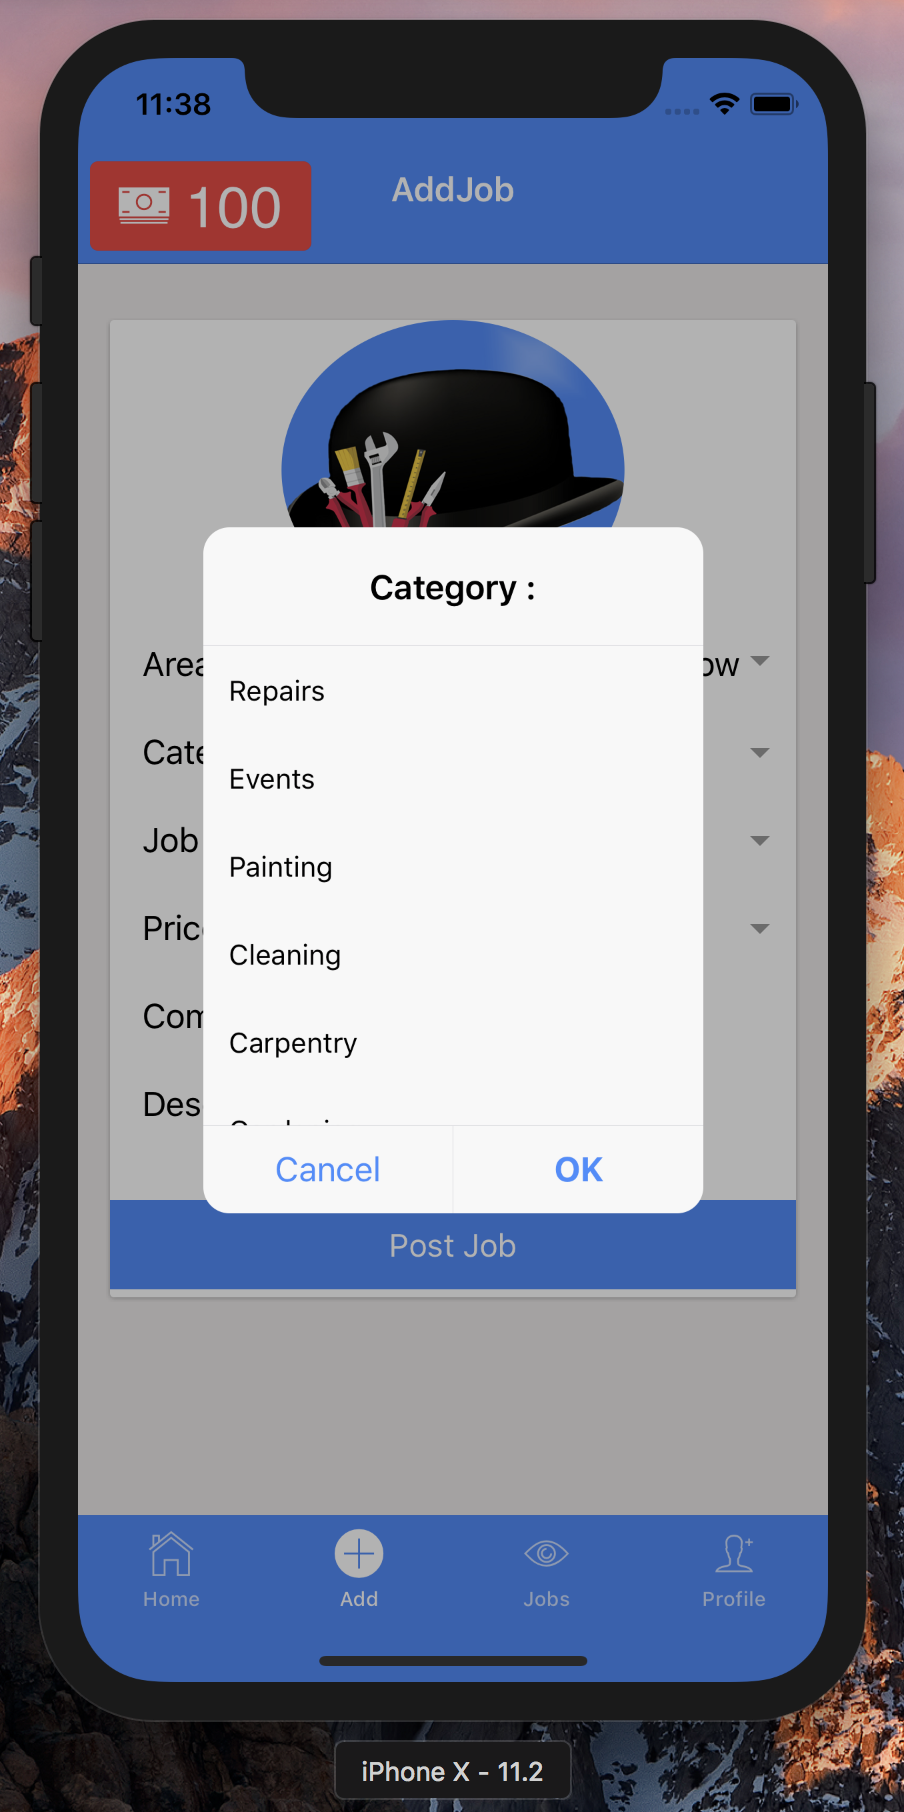 11:38
100
AddJob
Category :
Area
ow
Repairs
Cate
Events
Job
Painting
Pric
Cleaning
Com
Carpentry
Des
Cancel
OK
Post Job
Home
Add
Jobs
Profile
iPhone X - 11.2